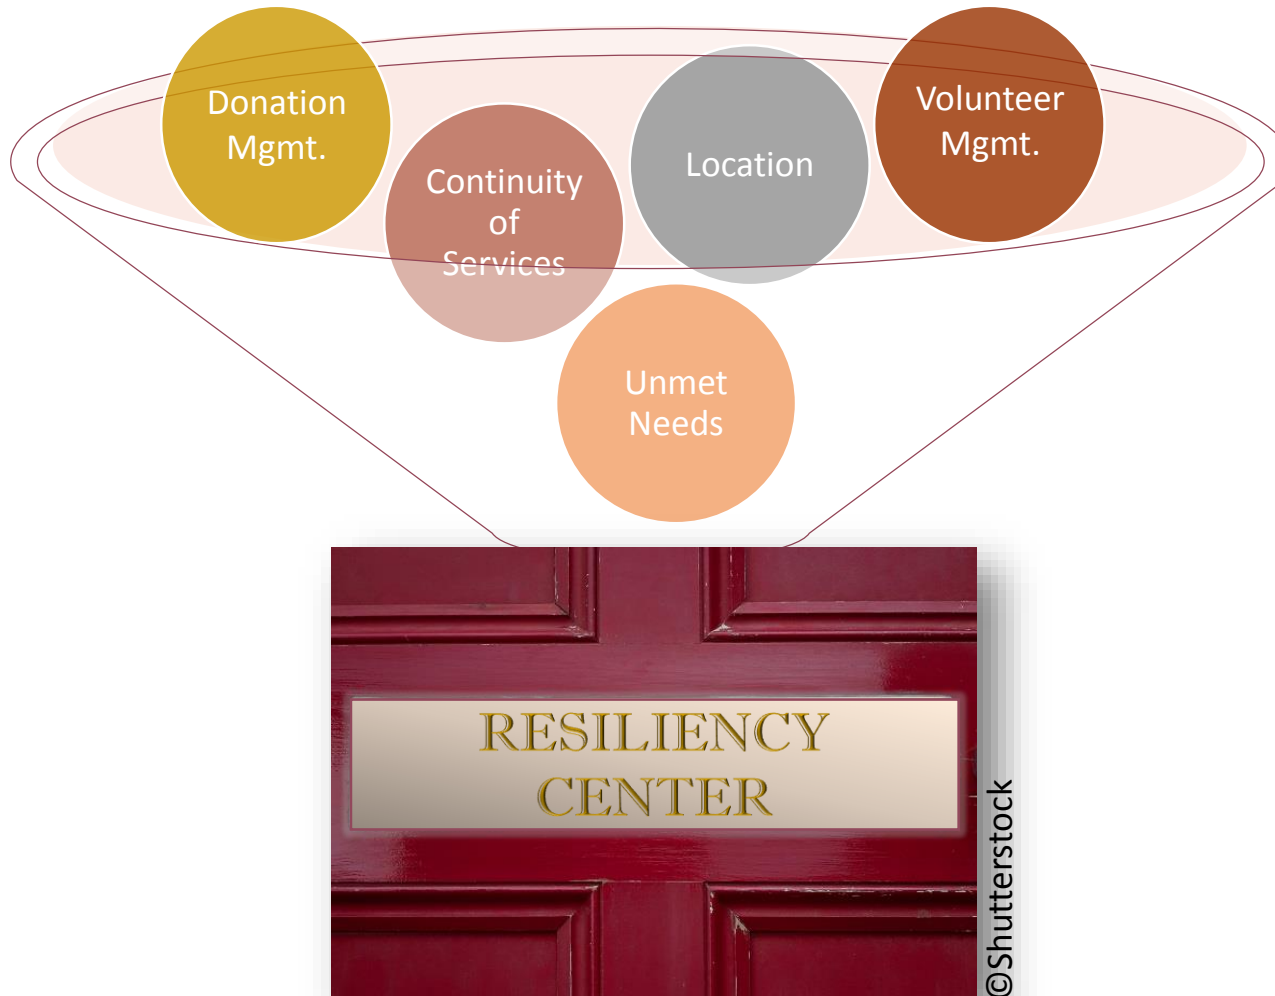 Donation
Mgmt.
Continuity
of
Services
Location
Volunteer
Mgmt.
Unmet
Needs
RESILIENCY
CENTER
©Shutterstock